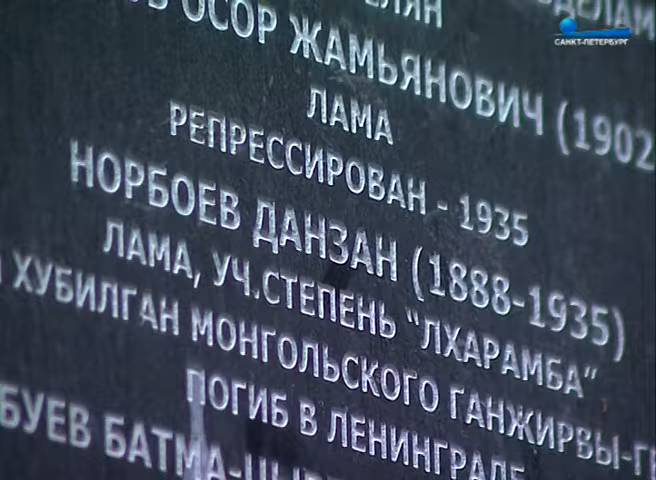 САНКТ-ПЕТЕРБУРГ
ОСОР ЖАМЬЯНОВИЧ (1902
ЛАМА
РЕПРЕССИРОВАН - 1935
НОРБОЕВ ДАНЗАН (1888-1935)
ЛАМА, УЧ.СТЕПЕНЬ "ЛХАРАМБА"
ХУБИЛГАН МОНГОЛЬСКОГО ГАНЖИРВЫ-Г
ПОГИБ В ЛЕНИНГРАДЕ
БУЕВ БАТМА-